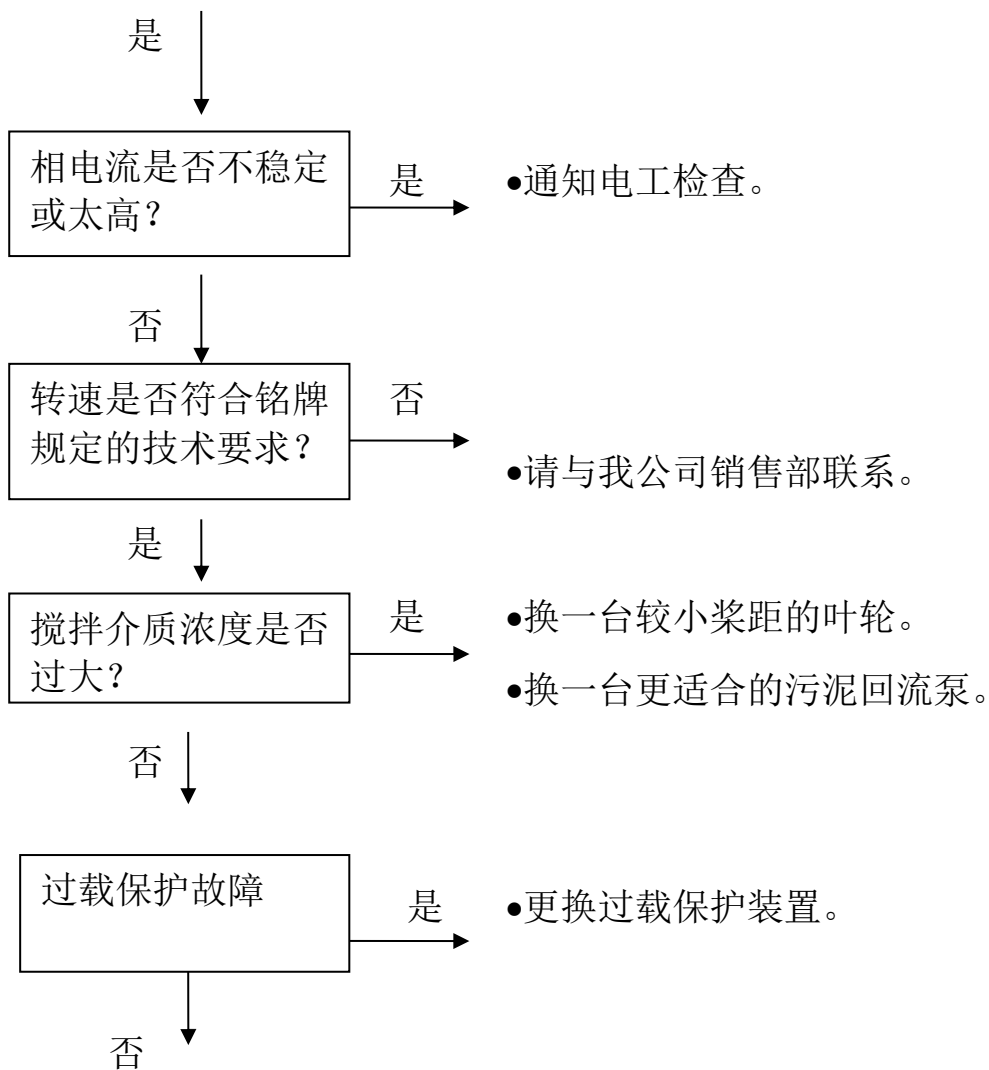 是
相电流是否不稳定
或太高？
是
•通知电工检查。
否
转速是否符合铭牌
规定的技术要求？
否
•请与我公司销售部联系。
是
搅拌介质浓度是否
过大？
是
•换一台较小桨距的叶轮。
•换一台更适合的污泥回流泵。
否
过载保护故障
是
•更换过载保护装置。
否